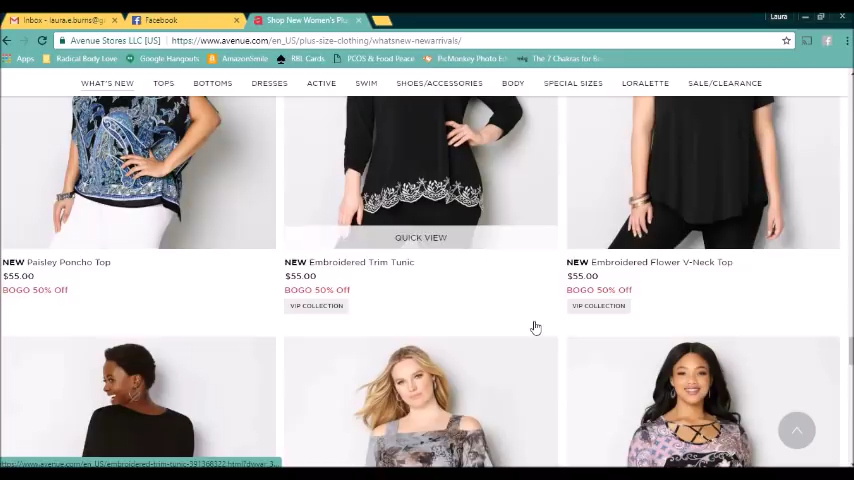 Inbox - laura.e.burns@g
Facebook
Shop New Women's Plu
Laura
Avenue Stores LLC [US]
https://www.avenue.com/en_US/plus-size-clothing/whatsnew-newarrivals/
Apps
Radical Body Love
Google Hangouts
AmazonSmile
RBL Cards
PCOS & Food Peace
PicMonkey Photo Ed
The 7 Chakras for Be
WHAT'S NEW
TOPS
BOTTOMS
DRESSES
ACTIVE
SWIM
SHOES/ACCESSORIES
BODY
SPECIAL SIZES
LORALETTE
SALE/CLEARANCE
QUICK VIEW
NEW Paisley Poncho Top
$55.00
BOGO 50% Off
NEW Embroidered Trim Tunic
$55.00
BOGO 50% Off
VIP COLLECTION
NEW Embroidered Flower V-Neck Top
$55.00
BOGO 50% Off
VIP COLLECTION